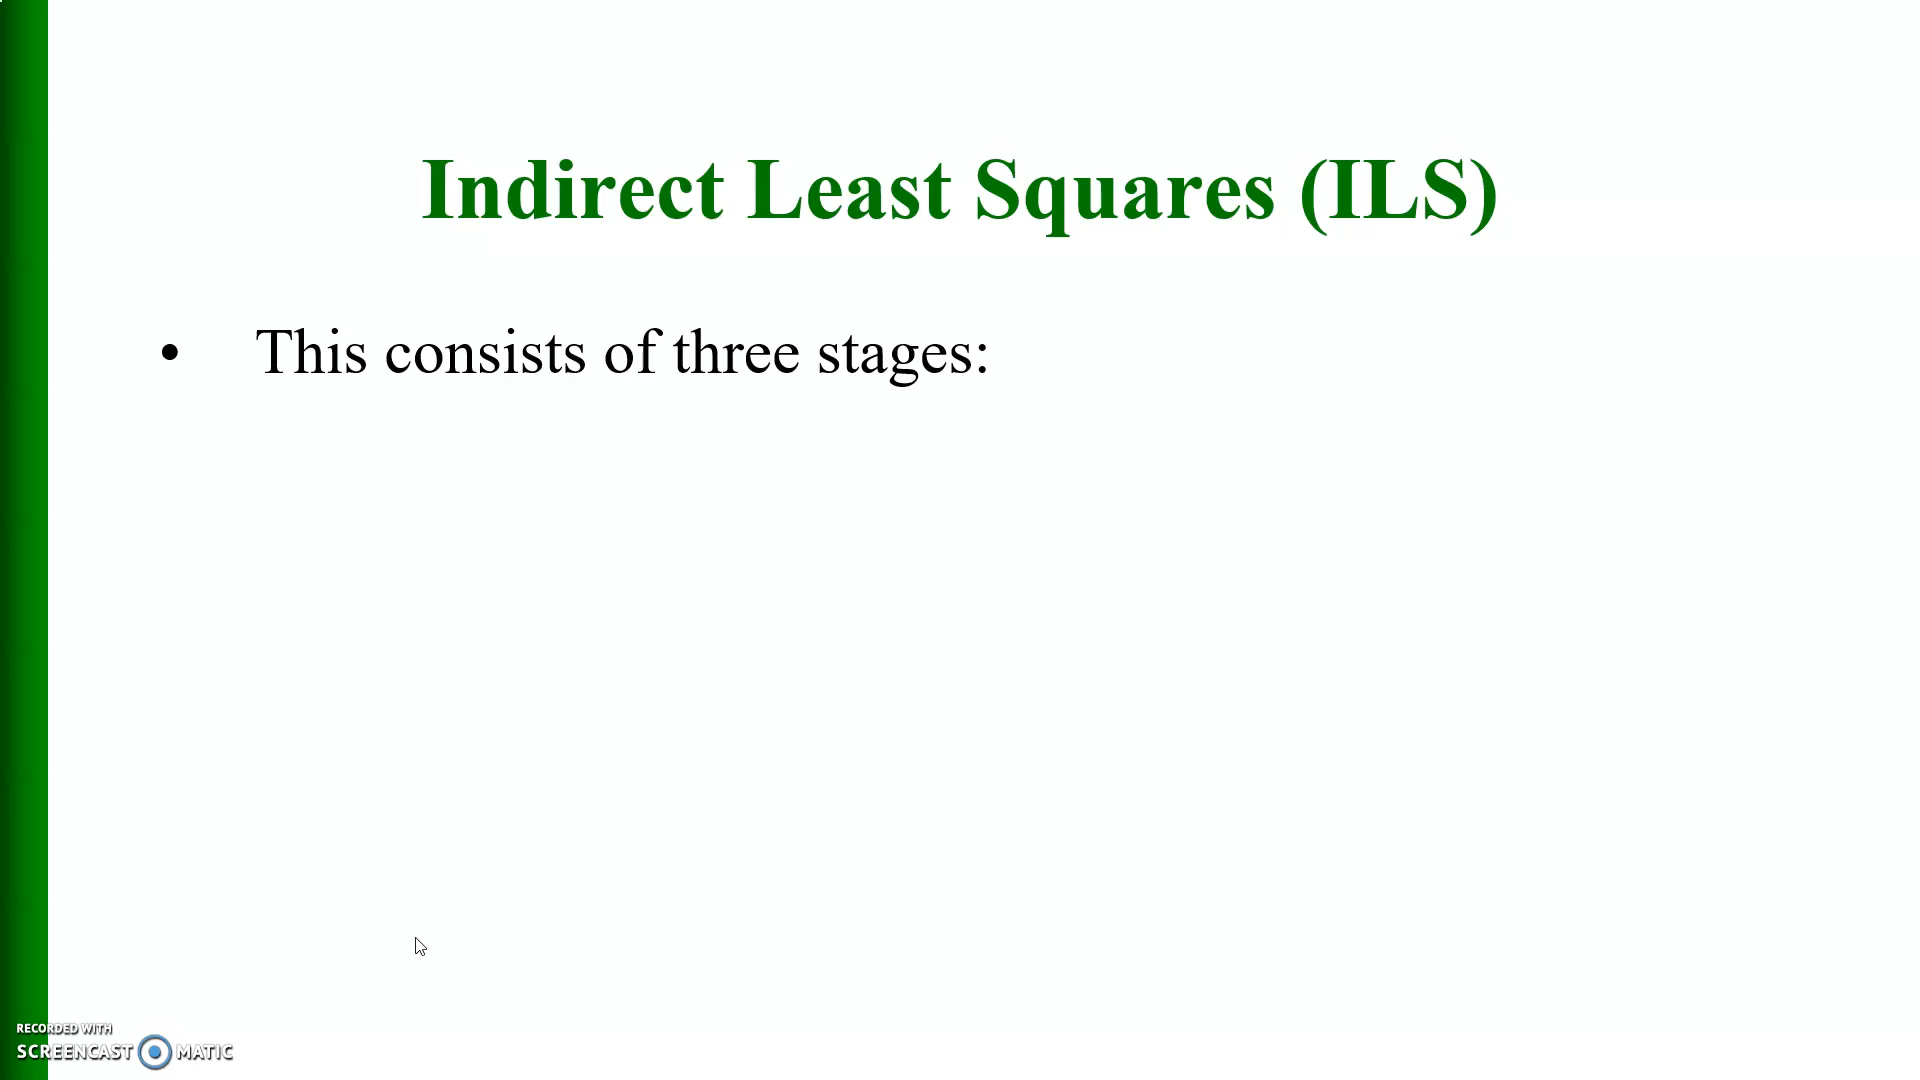 Indirect Least Squares (ILS)
• This consists of three stages:
RECORDED WITH
SCREENCAST MATIC